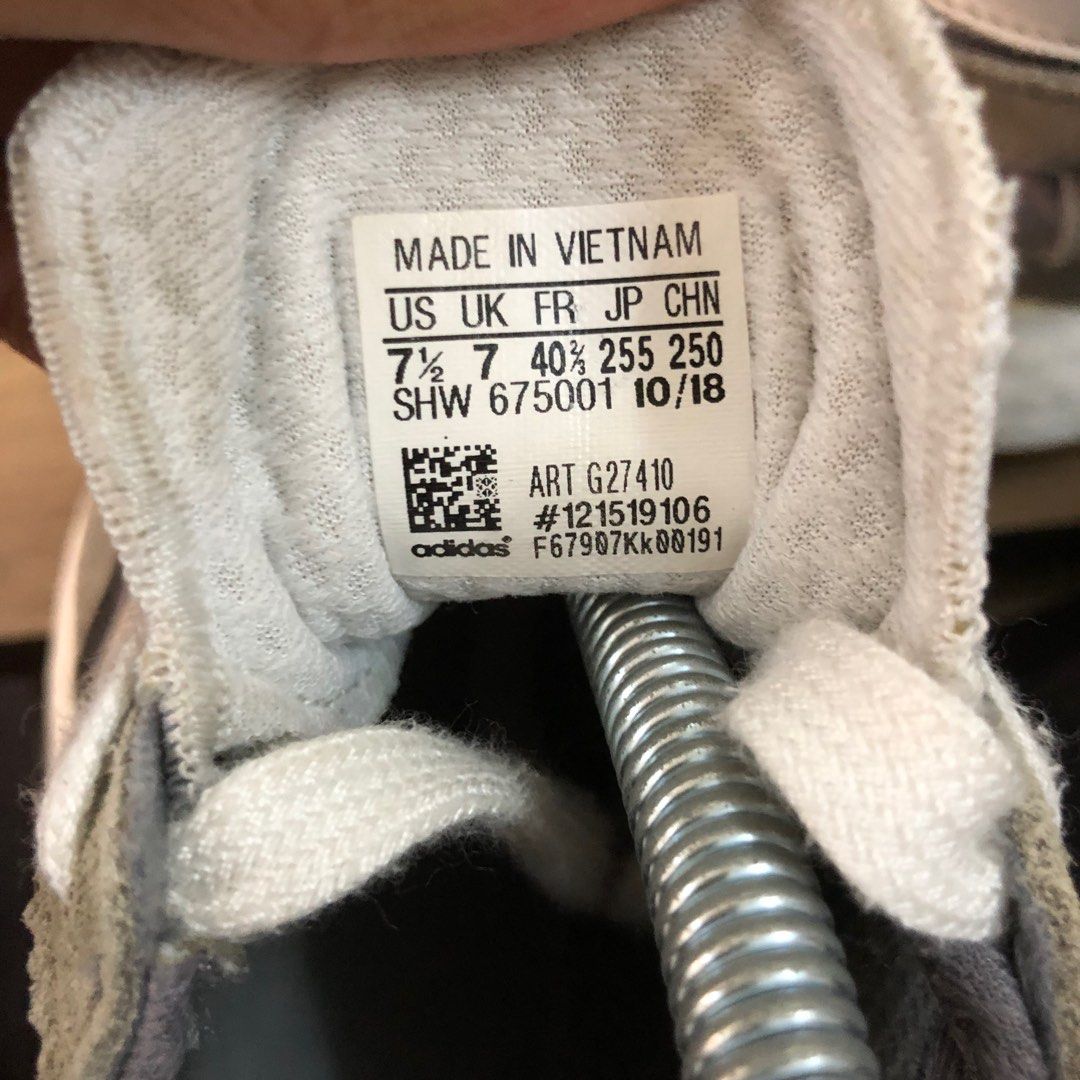 MADE IN VIETNAM
US UK FR JP CHN
7½ 7 40⅔ 255 250
SHW 675001 10/18
ART G27410
#121519106
adidas® F67907Kk00191